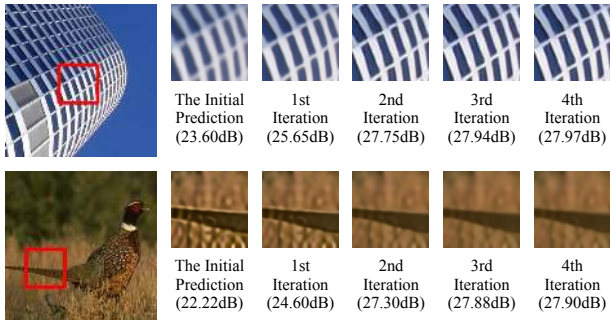 The Initial Prediction (23.60dB)
1st Iteration (25.65dB)
2nd Iteration (27.75dB)
3rd Iteration (27.94dB)
4th Iteration (27.97dB)
The Initial Prediction (22.22dB)
1st Iteration (24.60dB)
2nd Iteration (27.30dB)
3rd Iteration (27.88dB)
4th Iteration (27.90dB)